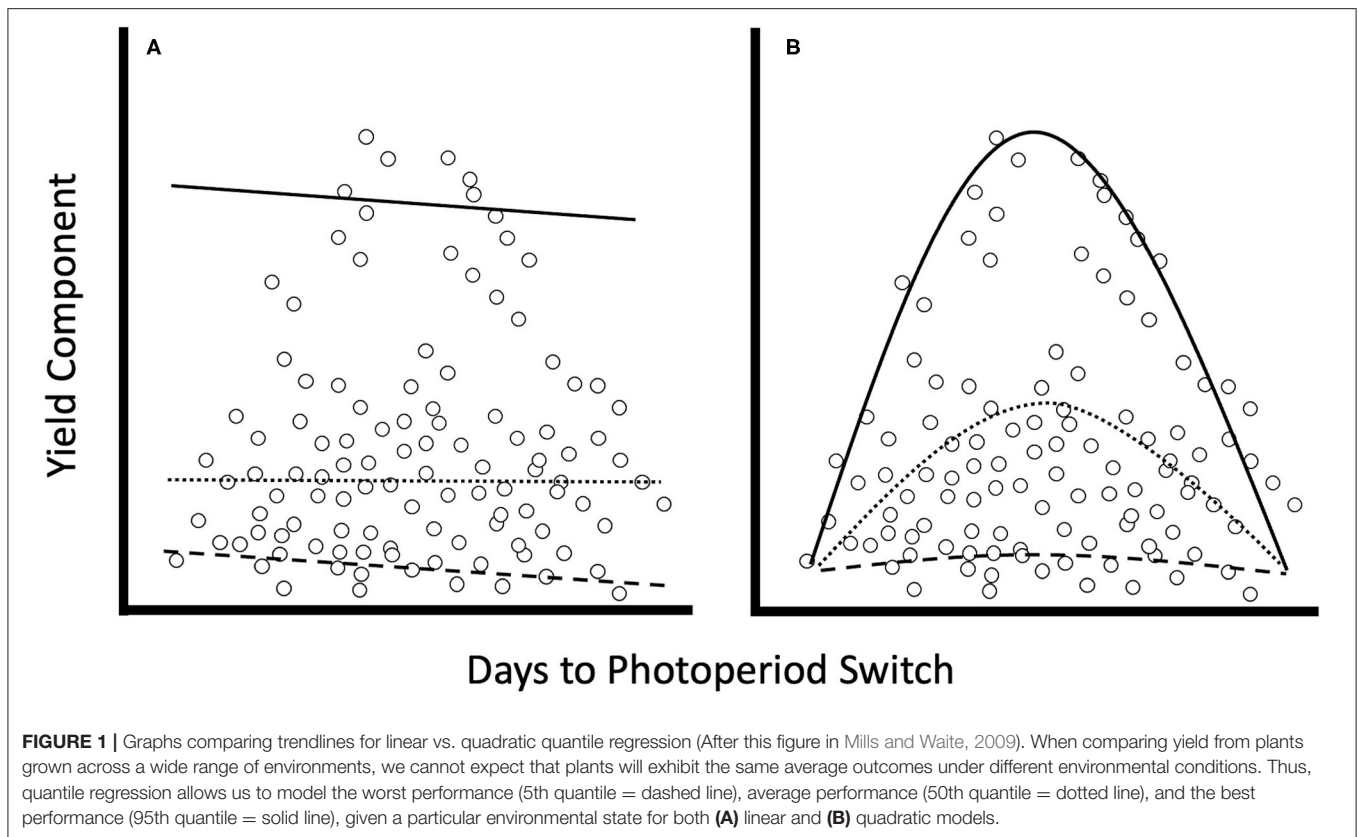 A
B
Yield Component
Days to Photoperiod Switch
FIGURE 1 | Graphs comparing trendlines for linear vs. quadratic quantile regression (After this figure in Mills and Waite, 2009). When comparing yield from plants
grown across a wide range of environments, we cannot expect that plants will exhibit the same average outcomes under different environmental conditions. Thus,
quantile regression allows us to model the worst performance (5th quantile = dashed line), average performance (50th quantile = dotted line), and the best
performance (95th quantile = solid line), given a particular environmental state for both (A) linear and (B) quadratic models.